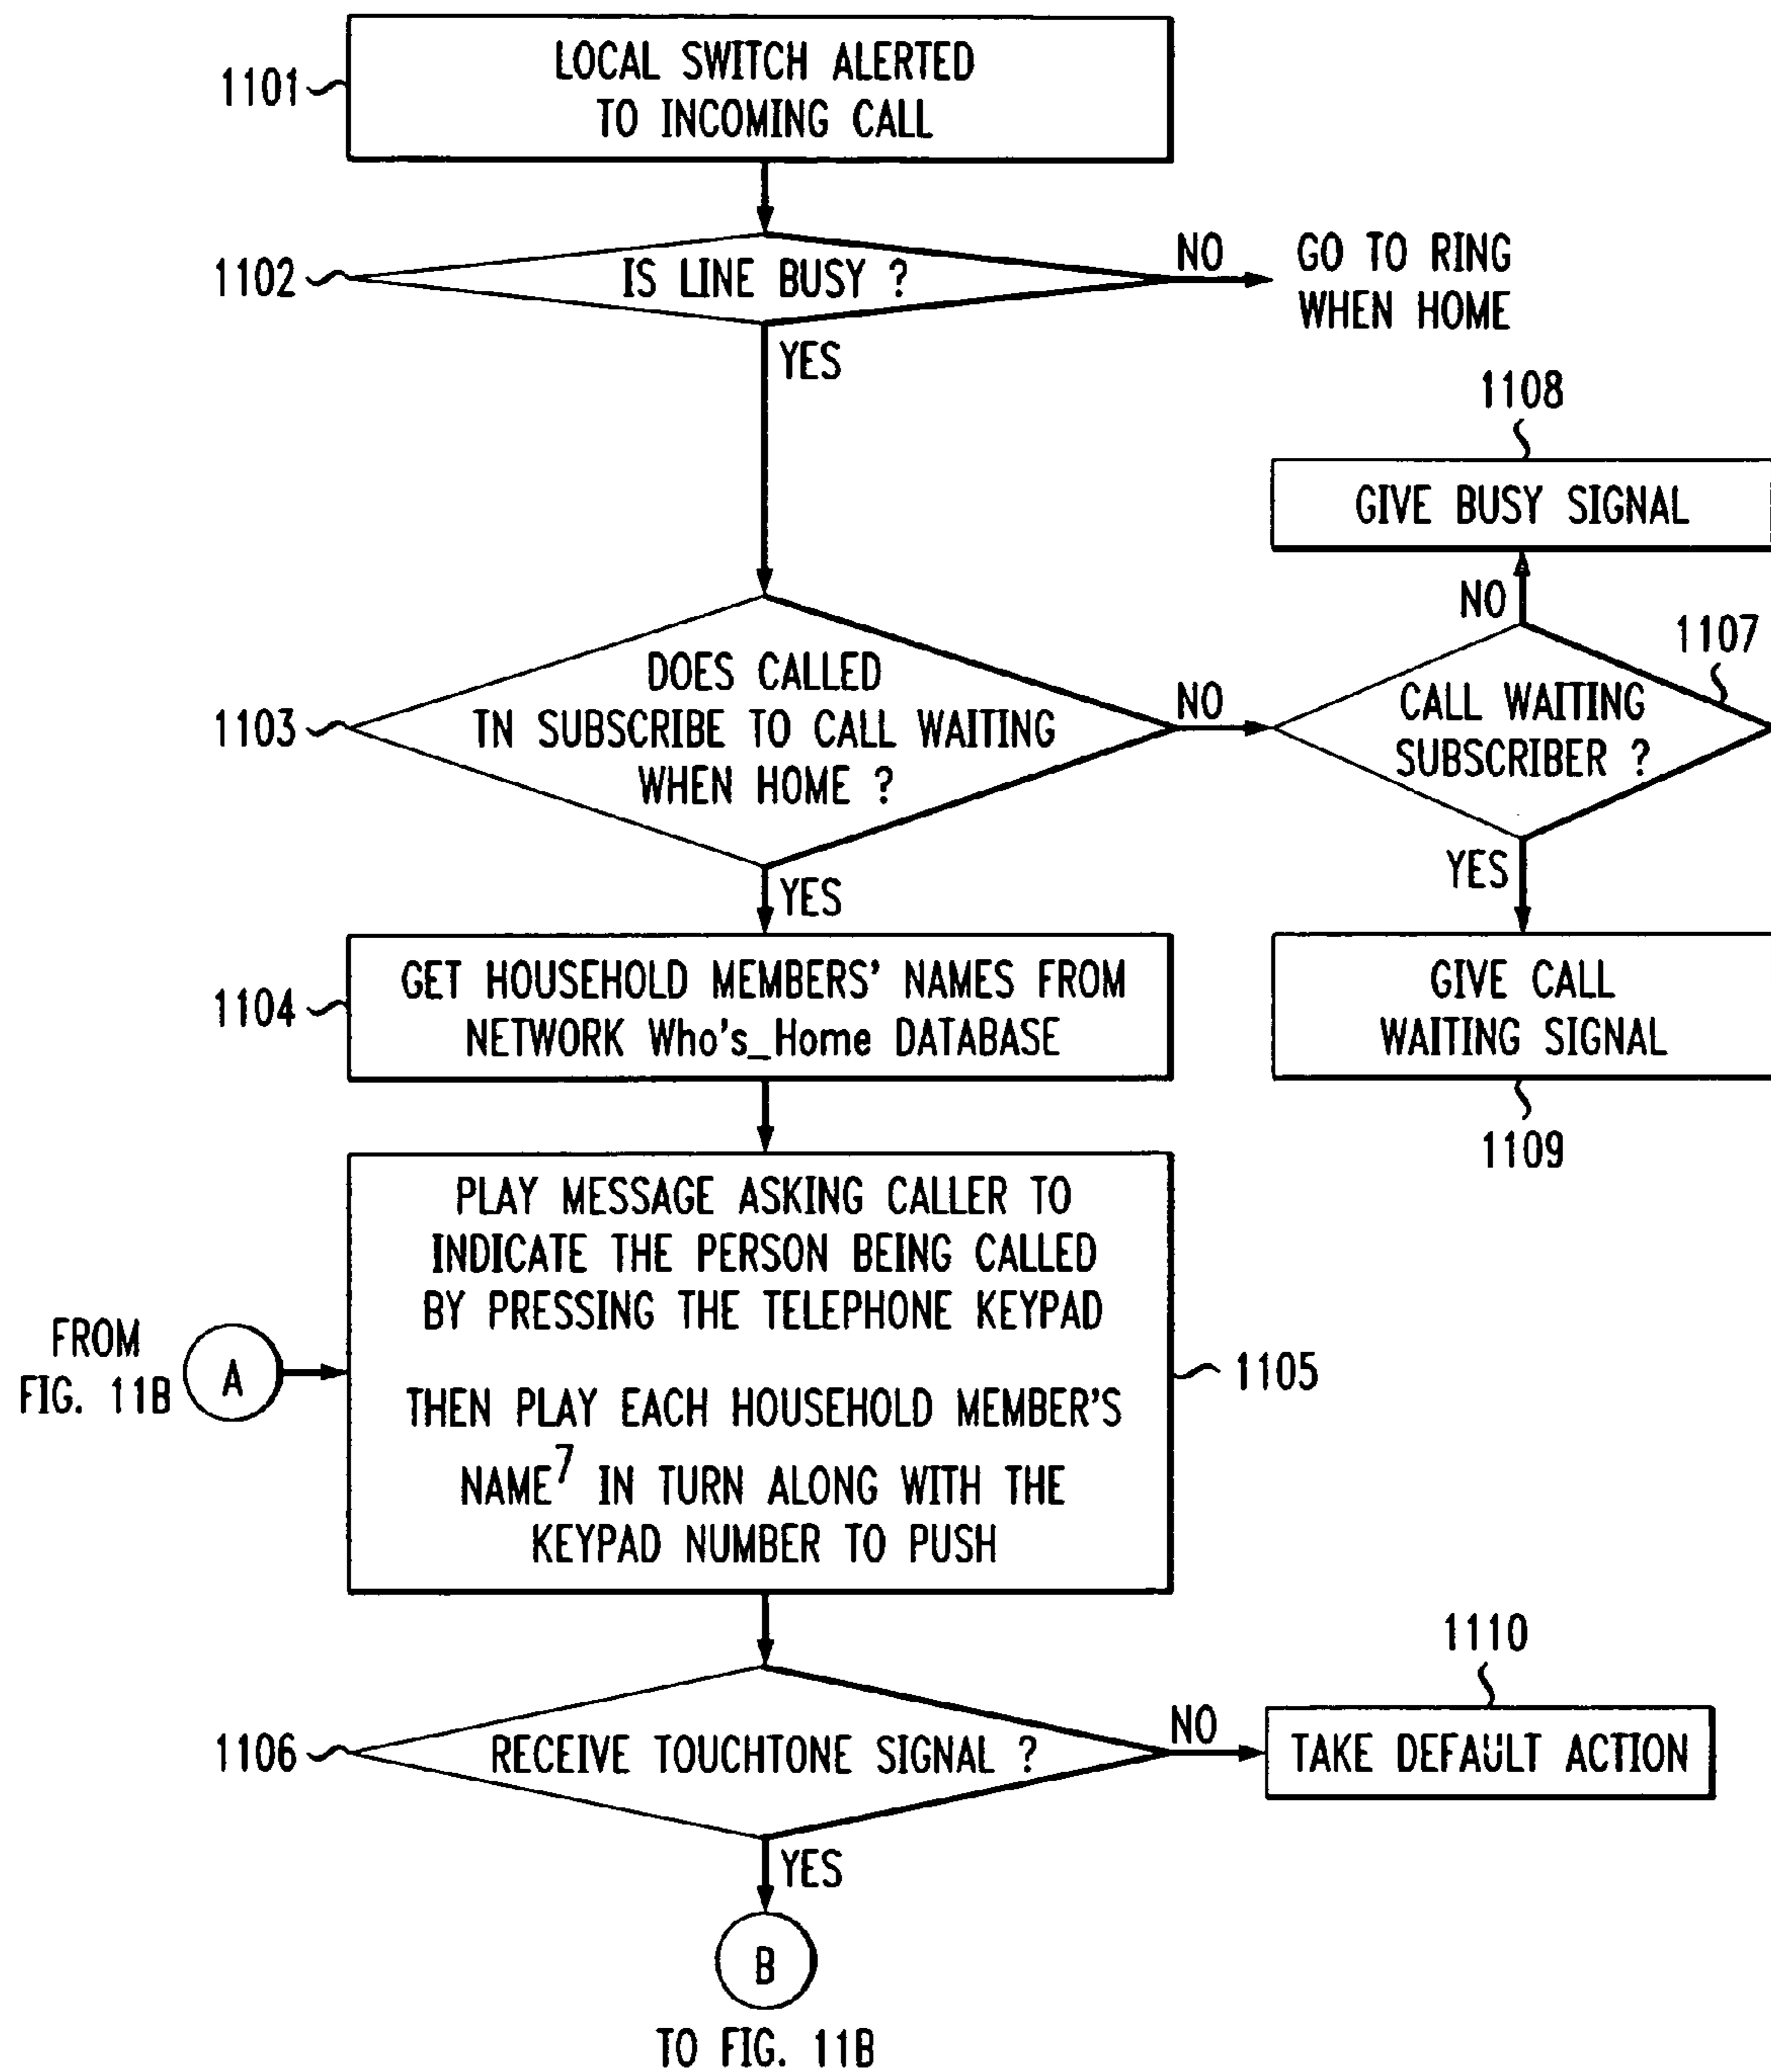 1101
LOCAL SWITCH ALERTED
TO INCOMING CALL
1102
IS LINE BUSY ?
NO
GO TO RING
WHEN HOME
YES
1108
GIVE BUSY SIGNAL
NO
1107
1103
DOES CALLED
TN SUBSCRIBE TO CALL WAITING
WHEN HOME ?
NO
CALL WAITING
SUBSCRIBER ?
YES
YES
1104
GET HOUSEHOLD MEMBERS' NAMES FROM
NETWORK Who's_Home DATABASE
GIVE CALL
WAITING SIGNAL
1109
PLAY MESSAGE ASKING CALLER TO
INDICATE THE PERSON BEING CALLED
BY PRESSING THE TELEPHONE KEYPAD
FROM
FIG. 11B
A
1105
THEN PLAY EACH HOUSEHOLD MEMBER'S
NAME7 IN TURN ALONG WITH THE
KEYPAD NUMBER TO PUSH
1110
1106
RECEIVE TOUCHTONE SIGNAL ?
NO
TAKE DEFAULT ACTION
YES
B
TO FIG. 11B